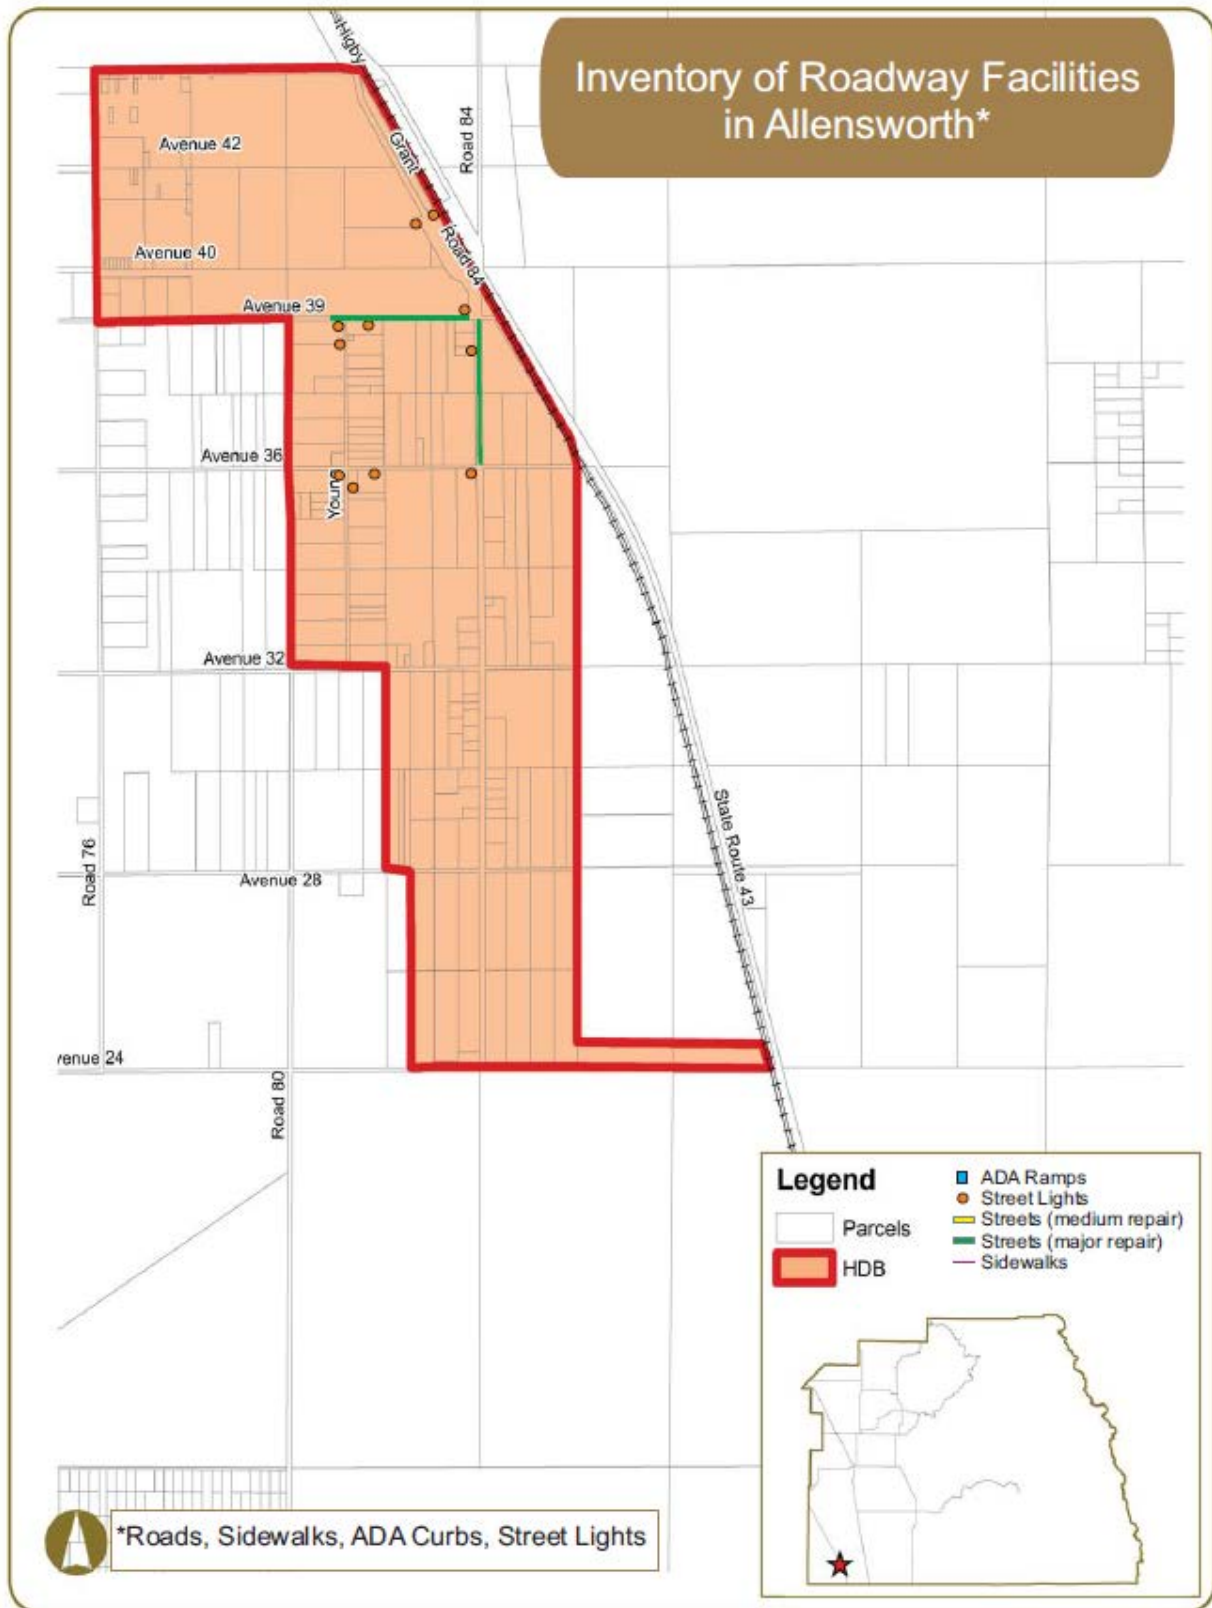 Inventory of Roadway Facilities
in Allensworth*
Higby
Road 84
Avenue 42
Grant
Avenue 40
Road 84
Avenue 39
Avenue 36
Young
Avenue 32
State Route 43
Road 76
Avenue 28
venue 24
Road 80
Legend
Parcels
HDB
ADA Ramps
Street Lights
Streets (medium repair)
Streets (major repair)
Sidewalks
*Roads, Sidewalks, ADA Curbs, Street Lights